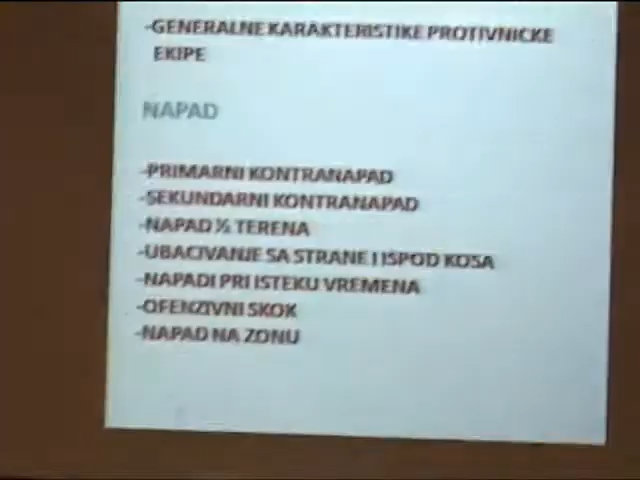 -GENERALNE KARAKTERISTIKE PROTIVNICKE
EKIPE
NAPAD
-PRIMARNI KONTRANAPAD
-SEKUNDARNI KONTRANAPAD
-NAPAD ½ TERENA
-UBACIVANJE SA STRANE I ISPOD KOSA
-NAPADI PRI ISTEKU VREMENA
-OFENZIVNI SKOK
-NAPAD NA ZONU